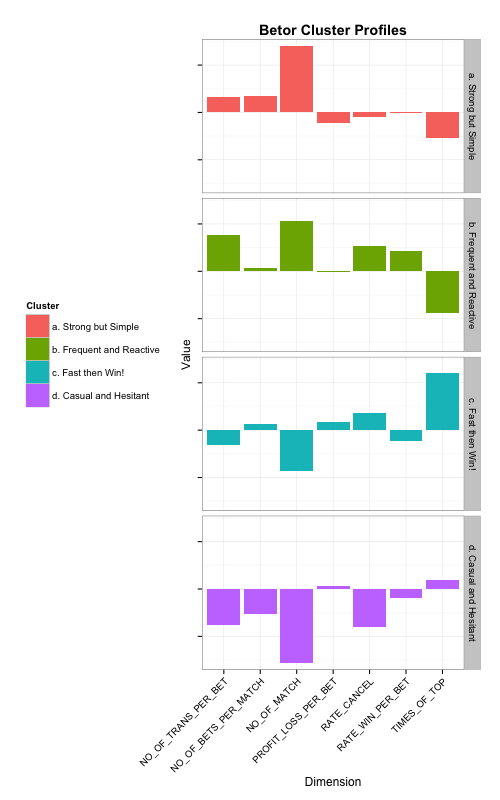 Betor Cluster Profiles
a. Strong but Simple
b. Frequent and Reactive
c. Fast then Win!
d. Casual and Hesitant
Cluster
a. Strong but Simple
b. Frequent and Reactive
c. Fast then Win!
d. Casual and Hesitant
Value
NO_OF_TRANS_PER_BET
NO_OF_BETS_PER_MATCH
NO_OF_MATCH
PROFIT_LOSS_PER_BET
RATE_CANCEL
RATE_WIN_PER_BET
TIMES_OF_TOP
Dimension